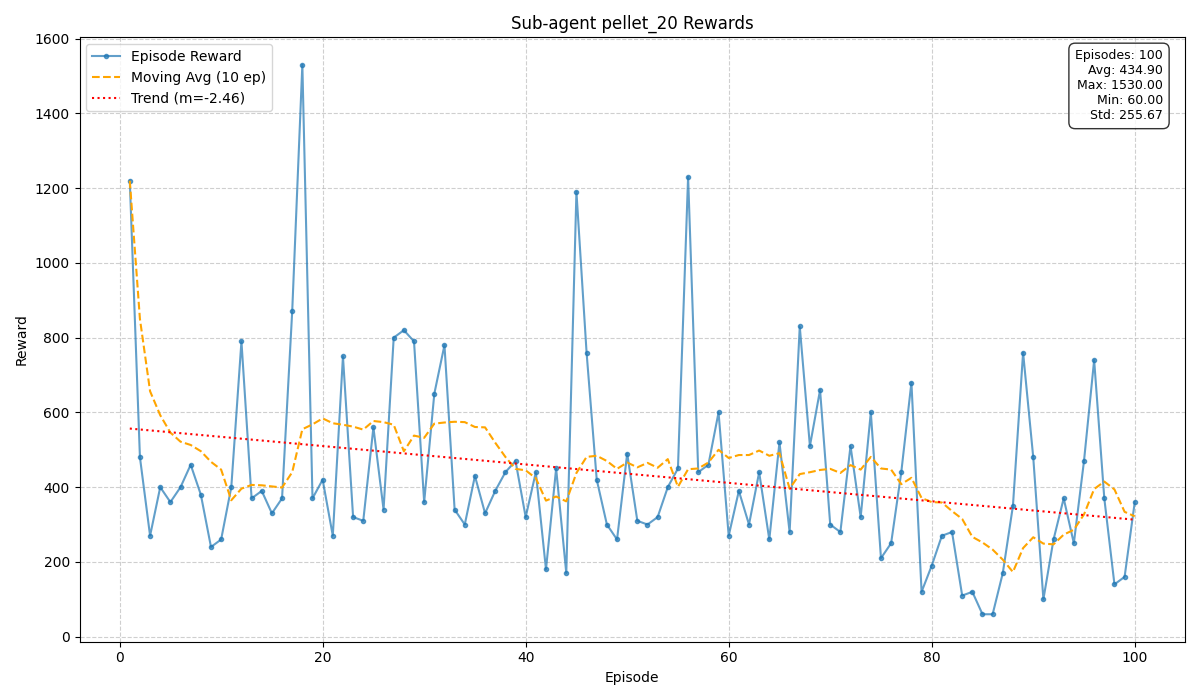 Sub-agent pellet_20 Rewards
Episode Reward
Moving Avg (10 ep)
Trend (m=-2.46)
Episodes: 100
Avg: 434.90
Max: 1530.00
Min: 60.00
Std: 255.67
1600
1400
1200
1000
800
600
400
200
0
Reward
0 20 40 60 80 100
Episode